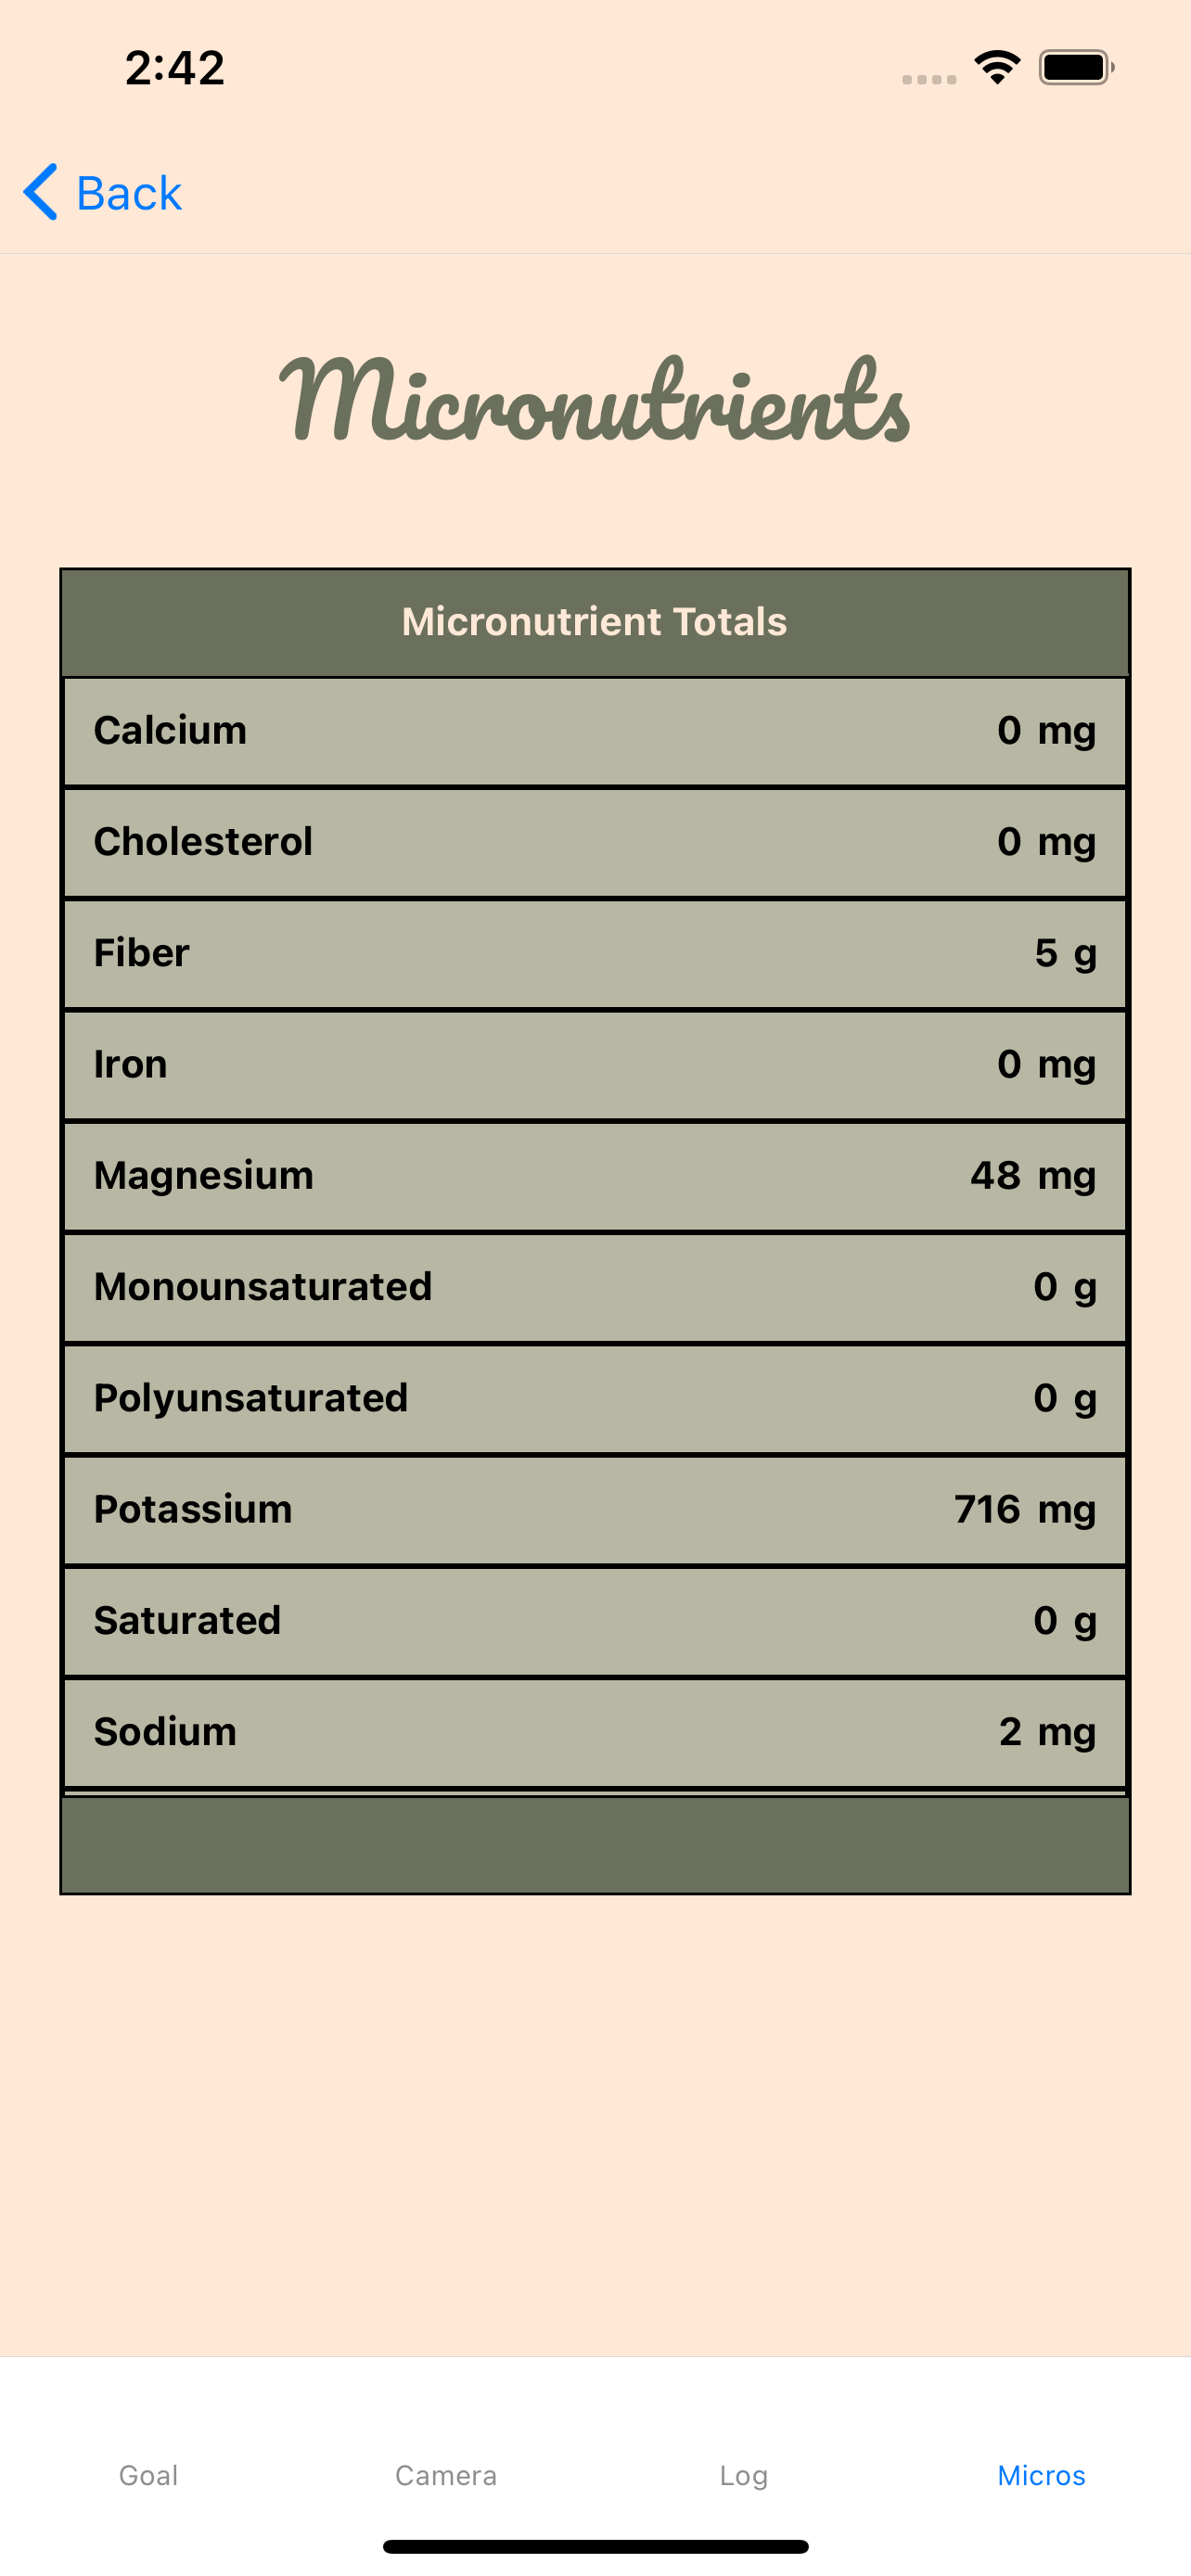 2:42
Back
Micronutrients
Micronutrient Totals
Calcium 0 mg
Cholesterol 0 mg
Fiber 5 g
Iron 0 mg
Magnesium 48 mg
Monounsaturated 0 g
Polyunsaturated 0 g
Potassium 716 mg
Saturated 0 g
Sodium 2 mg
Goal Camera Log Micros